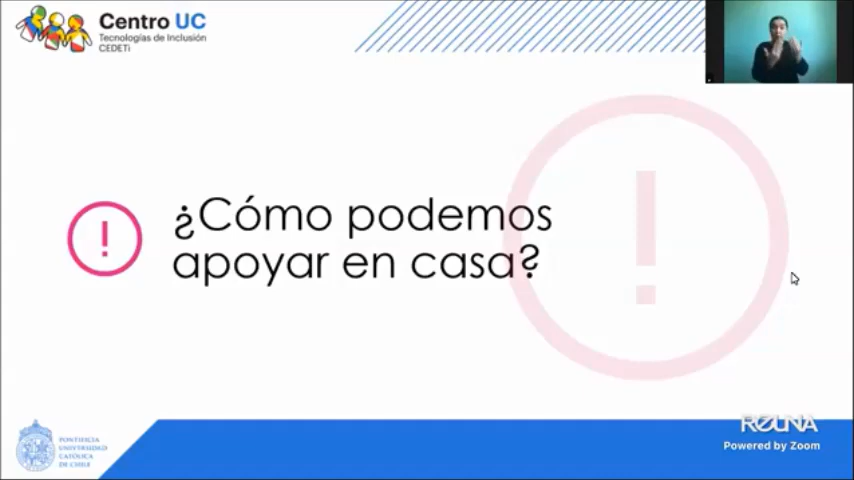 Centro UC
Tecnologías de Inclusión
CEDETi
¿Cómo podemos
apoyar en casa?
PONTIFICIA
UNIVERSIDAD
CATÓLICA
DE CHILE
REUNA
Powered by Zoom